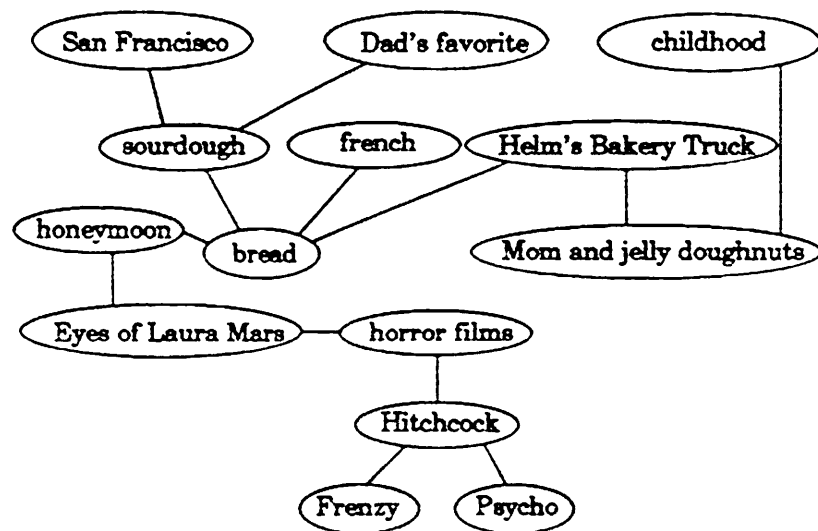 San Francisco
Dad's favorite
childhood
sourdough
french
Helm's Bakery Truck
honeymoon
bread
Mom and jelly doughnuts
Eyes of Laura Mars
horror films
Hitchcock
Frenzy
Psycho